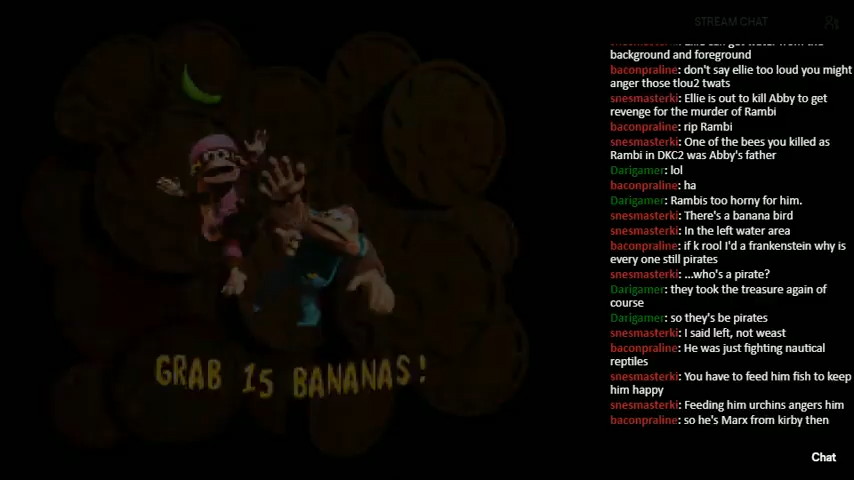 STREAM CHAT
background and foreground
baconpraline: don't say ellie too loud you might
anger those tlou2 twats
snesmasterki: Ellie is out to kill Abby to get
revenge for the murder of Rambi
baconpraline: rip Rambi
snesmasterki: One of the bees you killed as
Rambi in DKC2 was Abby's father
Darigamer: lol
baconpraline: ha
Darigamer: Rambis too horny for him.
snesmasterki: There's a banana bird
snesmasterki: In the left water area
baconpraline: if k rool I'd a frankenstein why is
every one still pirates
snesmasterki: ...who's a pirate?
Darigamer: they took the treasure again of
course
Darigamer: so they's be pirates
snesmasterki: I said left, not weast
baconpraline: He was just fighting nautical
reptiles
snesmasterki: You have to feed him fish to keep
him happy
snesmasterki: Feeding him urchins angers him
baconpraline: so he's Marx from kirby then
Chat
GRAB 15 BANANAS!